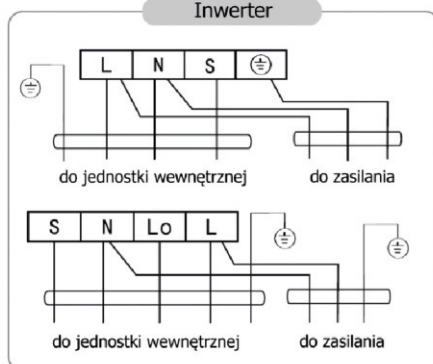 Inwerter
L N S
do jednostki wewnętrznej do zasilania
S N Lo L
do jednostki wewnętrznej do zasilania